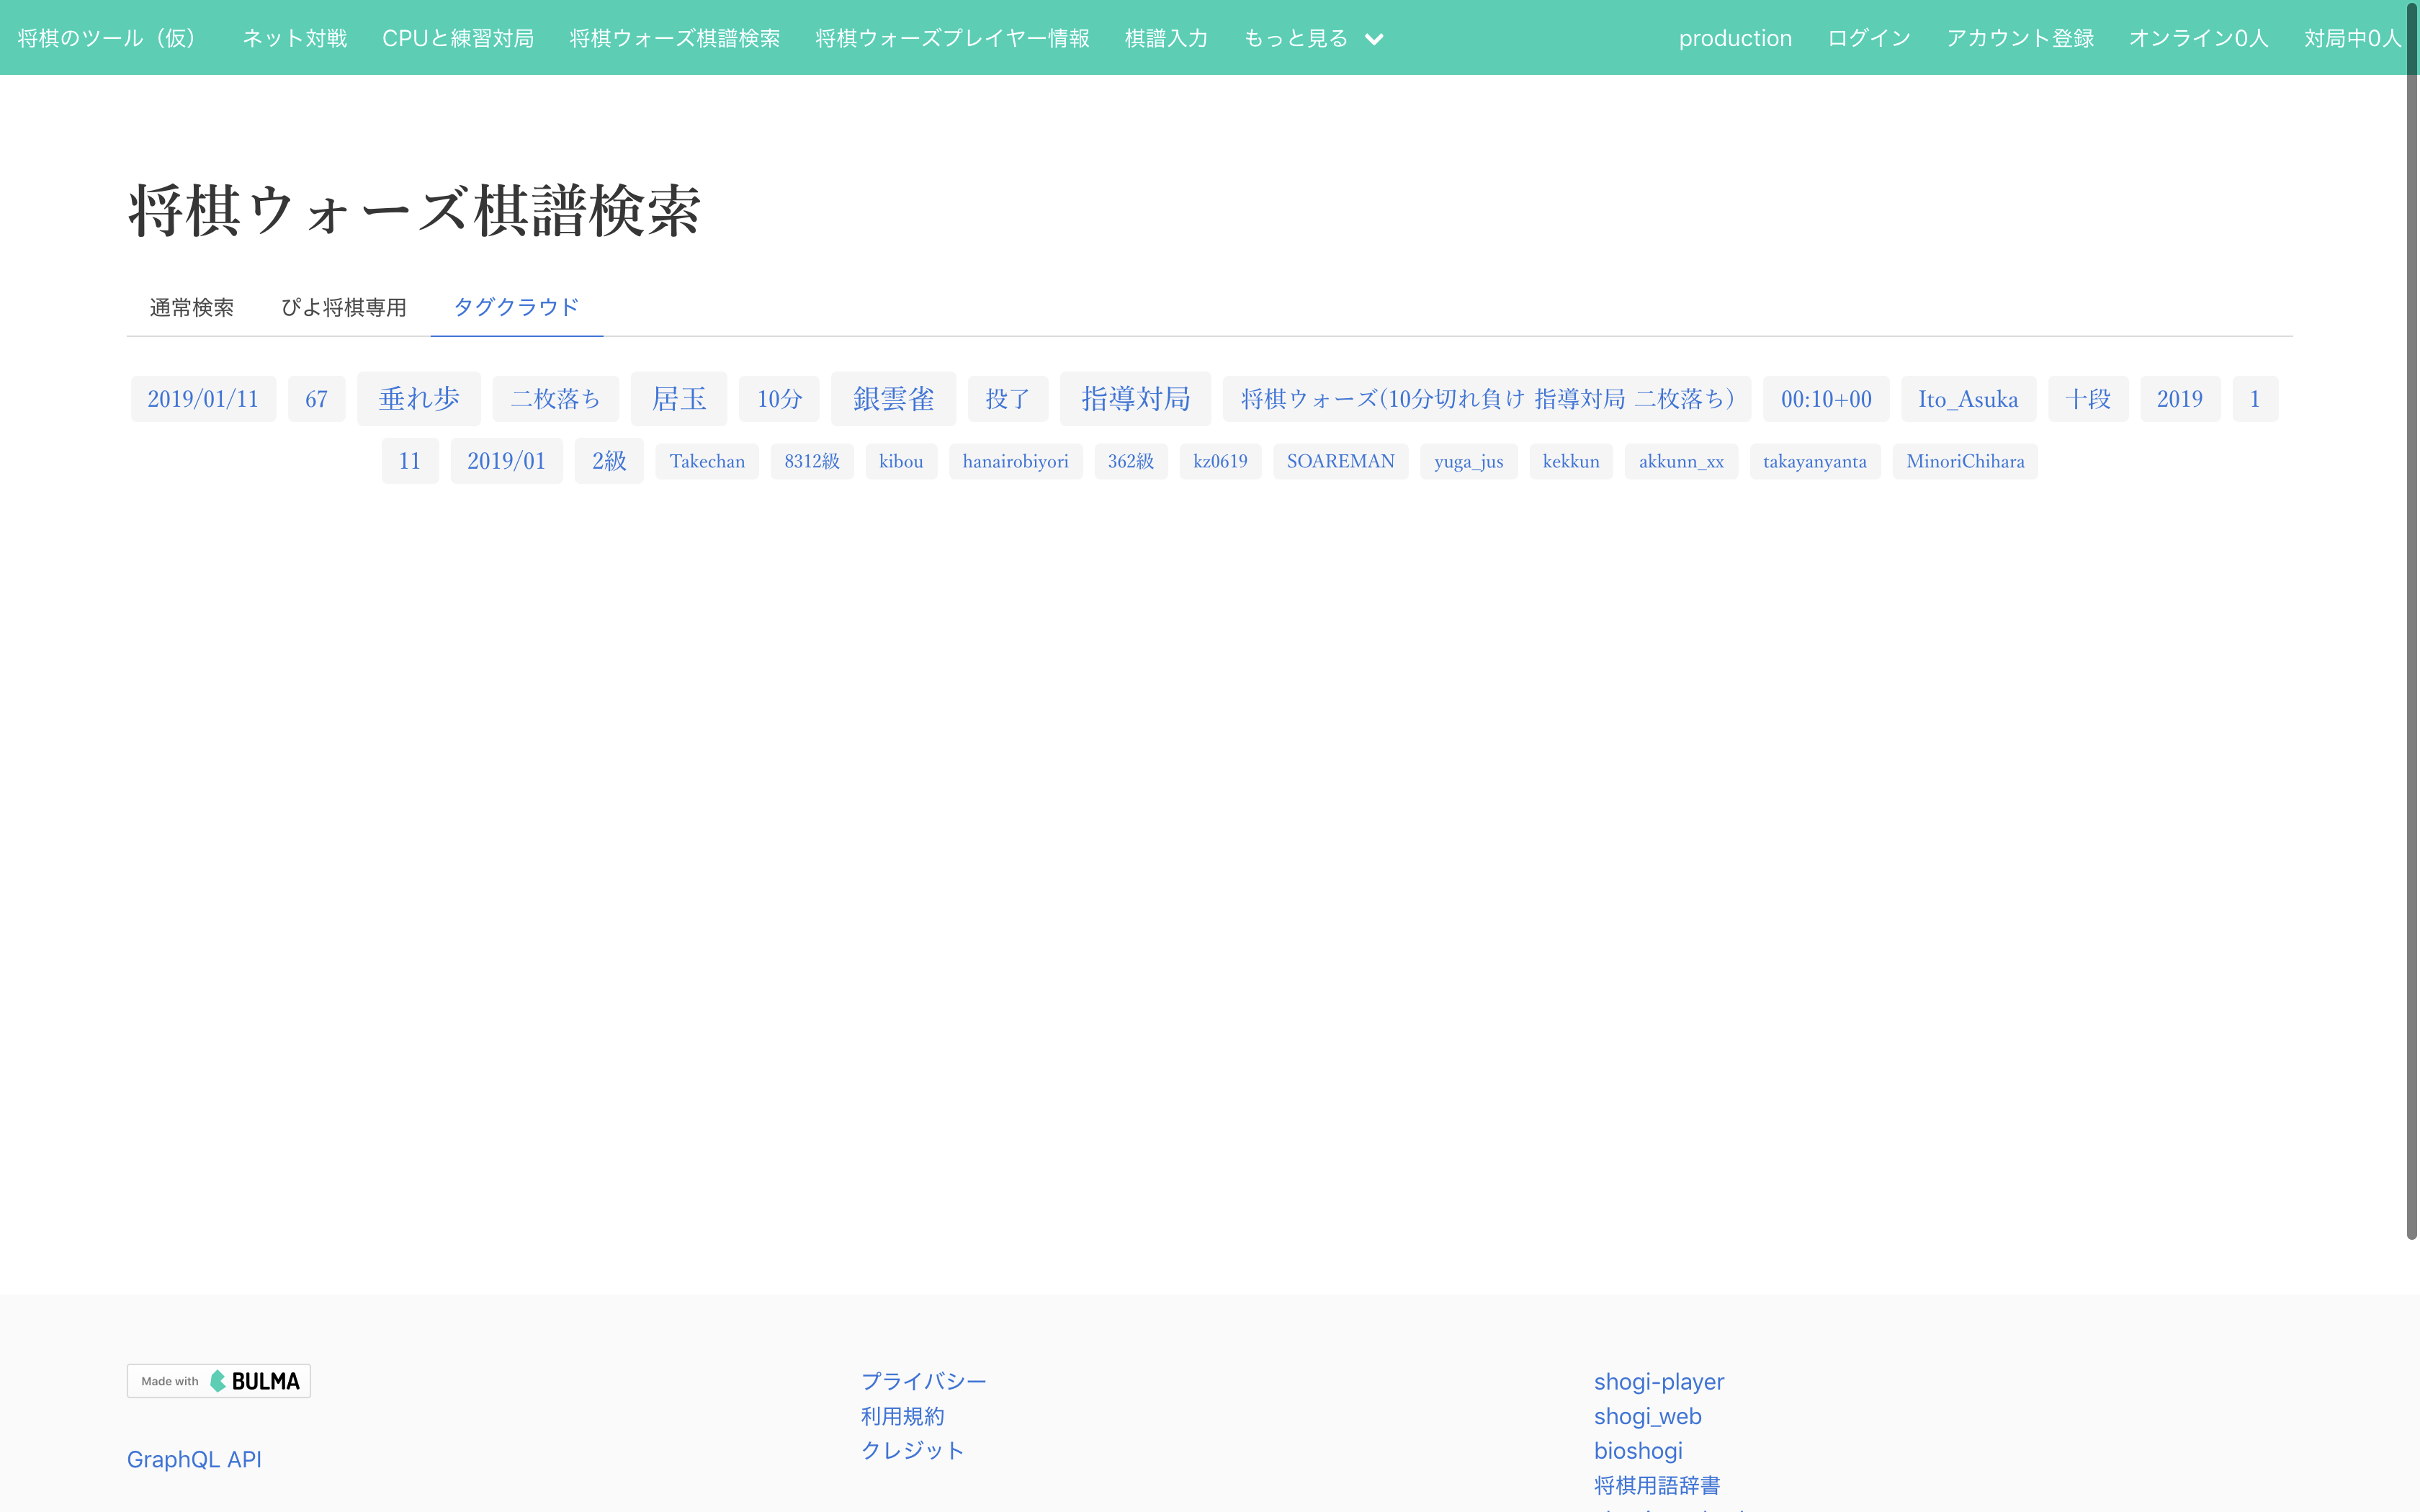 将棋のツール（仮） ネット対戦 CPUと練習対局 将棋ウォーズ棋譜検索 将棋ウォーズプレイヤー情報 棋譜入力 もっと見る production ログイン アカウント登録 オンライン0人 対局中0人
将棋ウォーズ棋譜検索
通常検索 ぴよ将棋専用 タグクラウド
2019/01/11 67 垂れ歩 二枚落ち 居玉 10分 銀雲雀 投了 指導対局 将棋ウォーズ(10分切れ負け 指導対局 二枚落ち) 00:10+00 Ito_Asuka 十段 2019 1
11 2019/01 2級 Takechan 8312級 kibou hanairobiyori 362級 kz0619 SOAREMAN yuga_jus kekkun akkunn_xx takayanyanta MinoriChihara
Made with BULMA
GraphQL API
プライバシー
利用規約
クレジット
shogi-player
shogi_web
bioshogi
将棋用語辞書